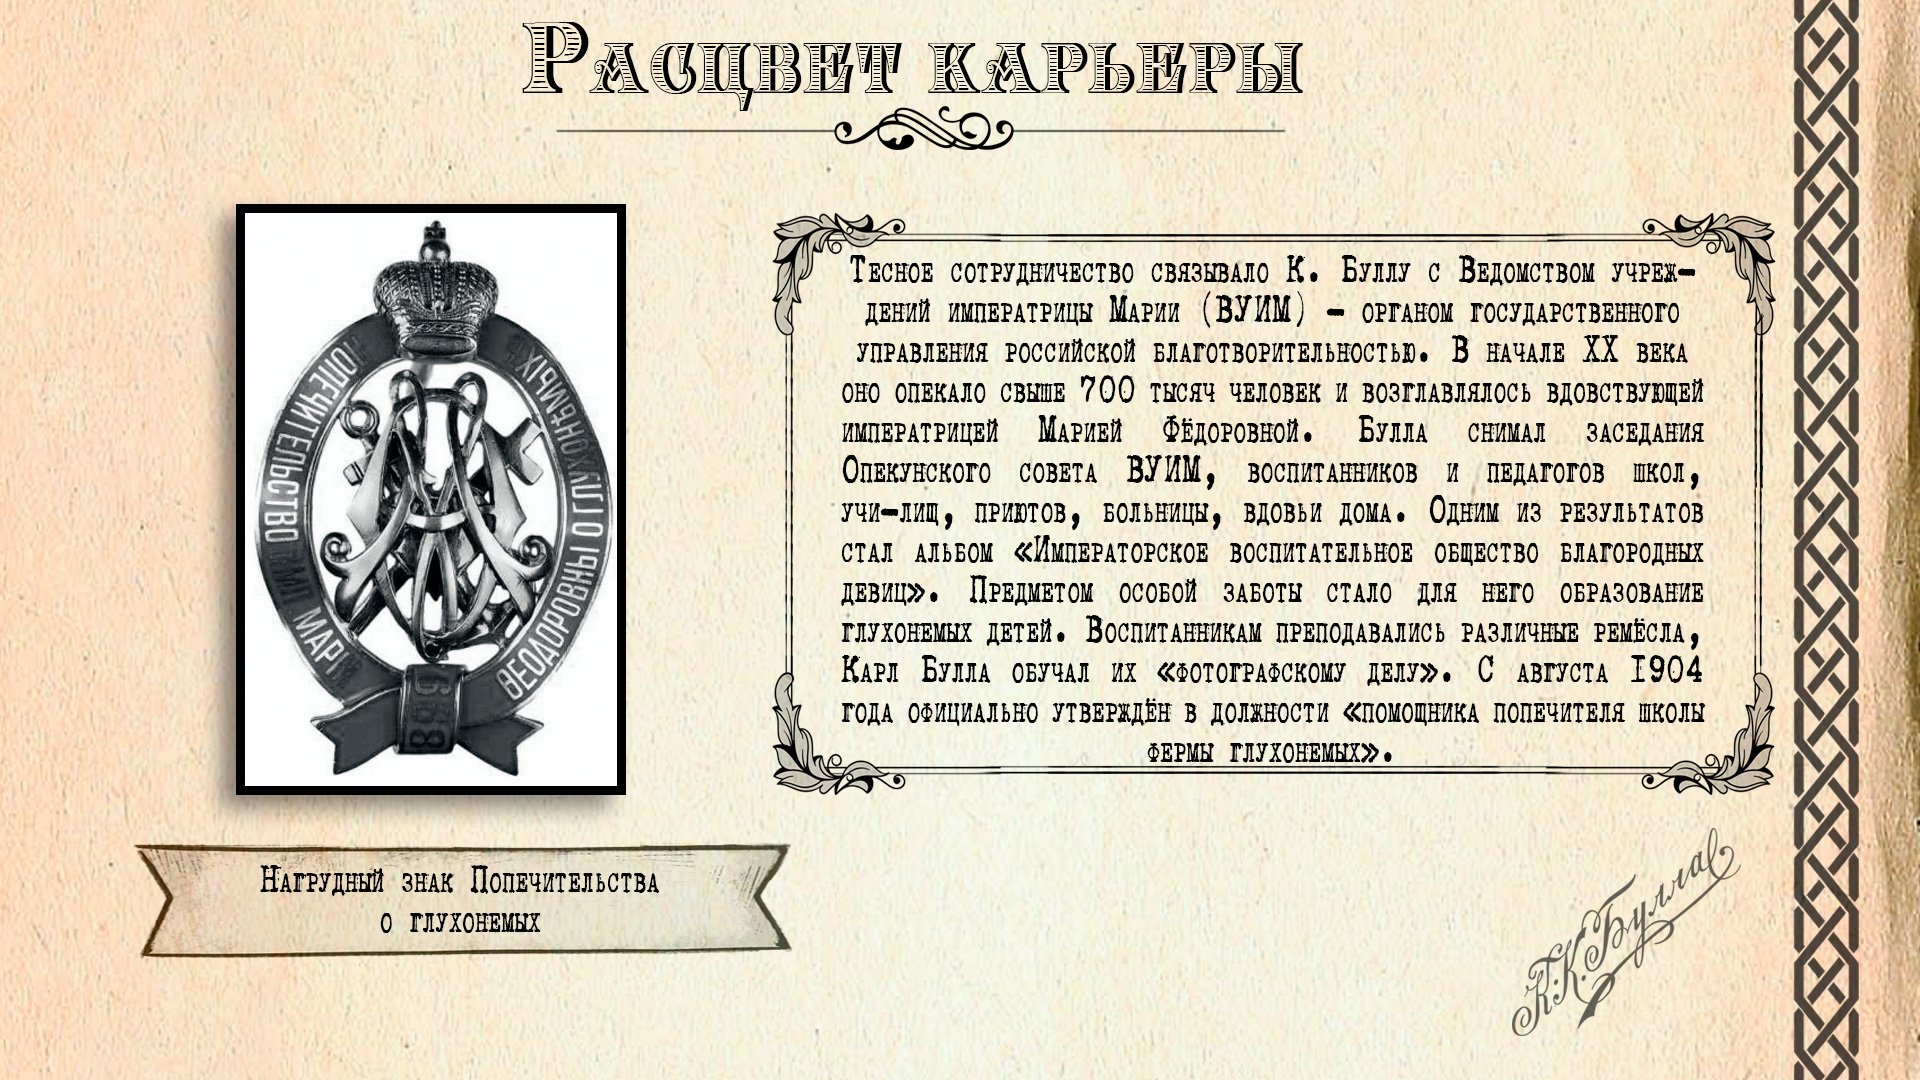 Расцвет карьеры
Тесное сотрудничество связывало К. Буллу с Ведомством учреж-
дений императрицы Марии (ВУИМ) – органом государственного
управления российской благотворительностью. В начале XX века
оно опекало свыше 700 тысяч человек и возглавлялось вдовствующей
императрицей Марией Фёдоровной. Булла снимал заседания
Опекунского совета ВУИМ, воспитанников и педагогов школ,
учи-лищ, приютов, больницы, вдовьи дома. Одним из результатов
стал альбом «Императорское воспитательное общество благородных
девиц». Предметом особой заботы стало для него образование
глухонемых детей. Воспитанникам преподавались различные ремёсла,
Карл Булла обучал их «фотографскому делу». С августа 1904
года официально утверждён в должности «помощника попечителя школы
фермы глухонемых».
ПОПЕЧИТЕЛЬСТВО
МАРІ
ѲЕОДОРОВНЫ О ГЛУХОНѢМЫХЪ
Нагрудный знак Попечительства
о глухонемых
К.К.Булла